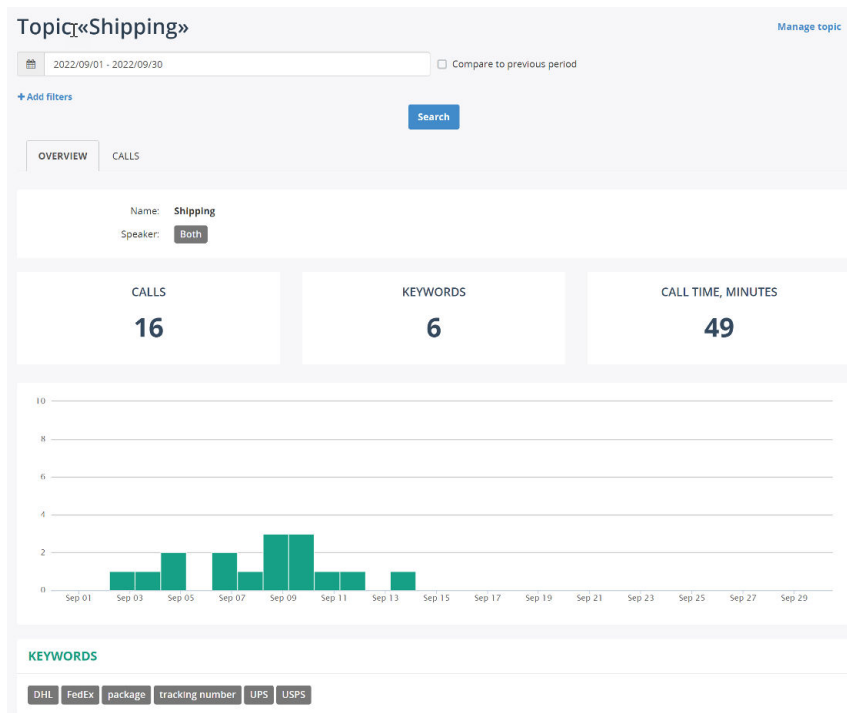 Topic «Shipping»
Manage topic
2022/09/01 - 2022/09/30
Compare to previous period
+ Add filters
Search
OVERVIEW CALLS
Name: Shipping
Speaker: Both
CALLS KEYWORDS CALL TIME, MINUTES
16 6 49
10
8
6
4
2
0
Sep 01 Sep 03 Sep 05 Sep 07 Sep 09 Sep 11 Sep 13 Sep 15 Sep 17 Sep 19 Sep 21 Sep 23 Sep 25 Sep 27 Sep 29
KEYWORDS
DHL FedEx package tracking number UPS USPS